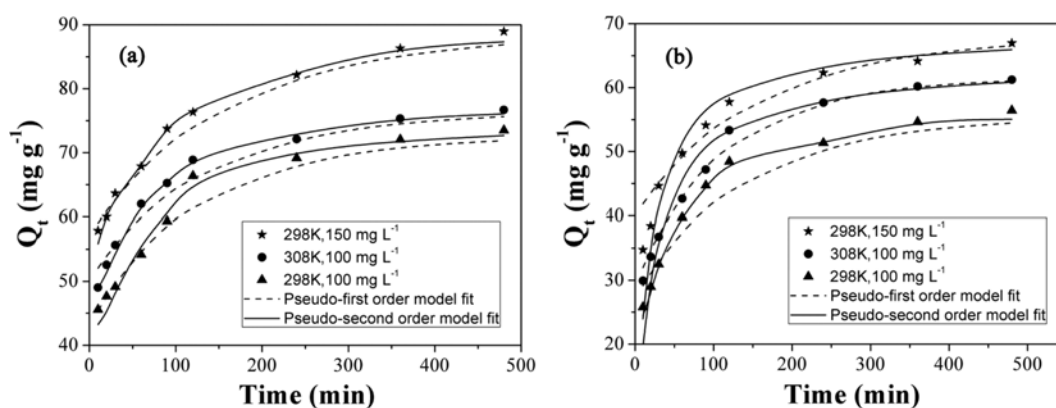 (a)
Qt (mg g-1)
90
80
70
60
50
40
298K,150 mg L-1
308K,100 mg L-1
298K,100 mg L-1
Pseudo-first order model fit
Pseudo-second order model fit
0 100 200 300 400 500
Time (min)
(b)
Qt (mg g-1)
60
50
40
30
20
298K,150 mg L-1
308K,100 mg L-1
298K,100 mg L-1
Pseudo-first order model fit
Pseudo-second order model fit
0 100 200 300 400 500
Time (min)